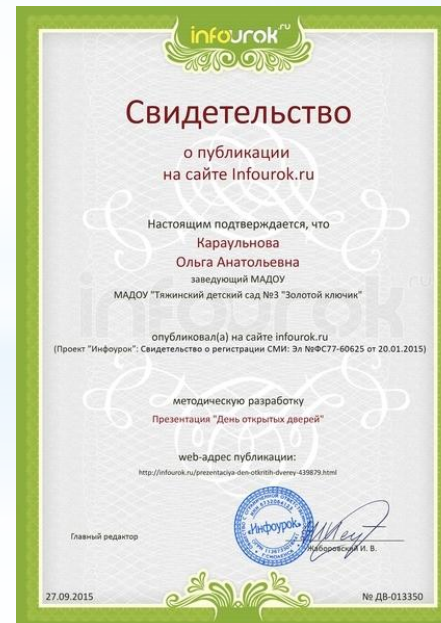 infourok.ru
Свидетельство
о публикации
на сайте Infourok.ru
Настоящим подтверждается, что
Караульнова
Ольга Анатольевна
заведующий МАДОУ
МАДОУ "Тяжинский детский сад №3 "Золотой ключик"
опубликовал(а) на сайте infourok.ru
(Проект "Инфоурок": Свидетельство о регистрации СМИ: Эл №ФС77-60625 от 20.01.2015)
методическую разработку
Презентация "День открытых дверей"
web-адрес публикации:
http://infourok.ru/prezentaciya-den-otkritih-dverey-439879.html
Инфоурок
Главный редактор
Жаборовский И. В.
27.09.2015
№ ДВ-013350